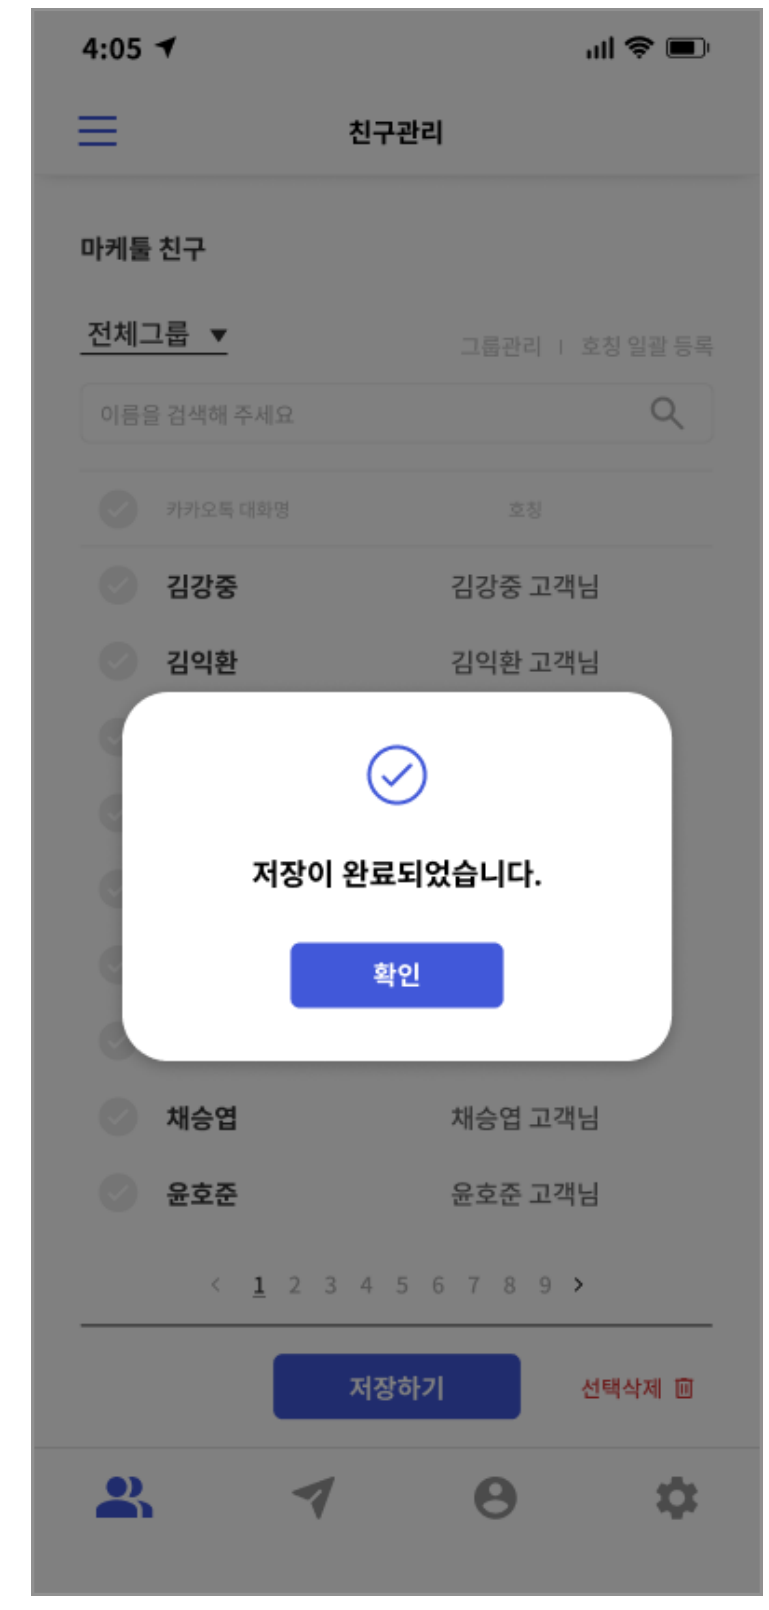 4:05
친구관리
마케툴 친구
전체그룹 ▼
그룹관리 | 호칭 일괄 등록
이름을 검색해 주세요
카카오톡 대화명 호칭
김강중 김강중 고객님
김익환 김익환 고객님
저장이 완료되었습니다.
확인
채승엽 채승엽 고객님
윤호준 윤호준 고객님
< 1 2 3 4 5 6 7 8 9 >
저장하기 선택삭제